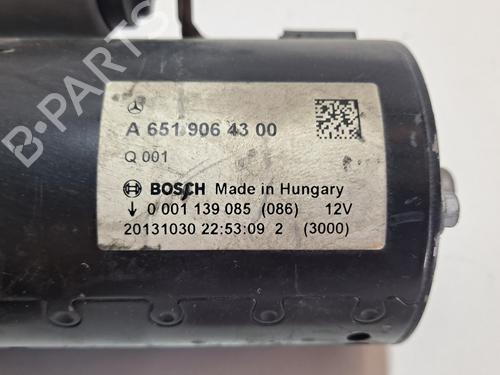 A 651 906 43 00
Q 001
BOSCH Made in Hungary
0 001 139 085 (086) 12V
20131030 22:53:09 2 (3000)